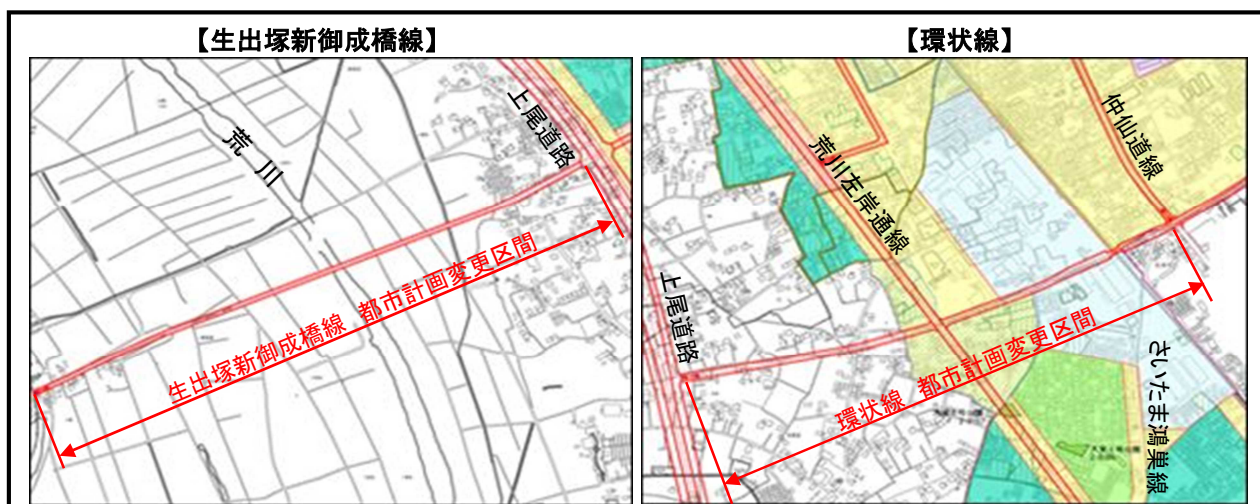 【生出塚新御成橋線】
荒川
上尾道路
生出塚新御成橋線 都市計画変更区間
【環状線】
荒川左岸通線
仲仙道線
上尾道路
環状線 都市計画変更区間
さいたま鴻巣線